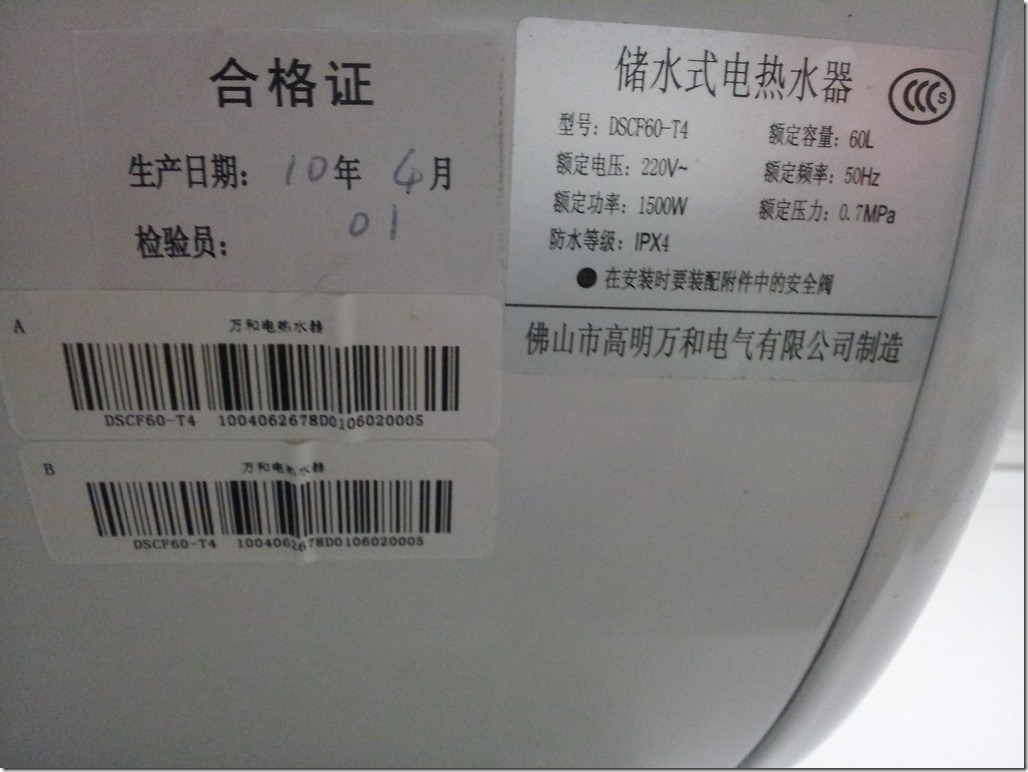 合格证
生产日期：10年 4月
检验员：01
A
万和电热水器
DSCF60-T4 1004062678D0106020005
B
万和电热水器
DSCF60-T4 1004062678D0106020005
储水式电热水器
CCC S
型号：DSCF60-T4 额定容量：60L
额定电压：220V~ 额定频率：50Hz
额定功率：1500W 额定压力：0.7MPa
防水等级：IPX4
●在安装时要装配附件中的安全阀
佛山市高明万和电气有限公司制造